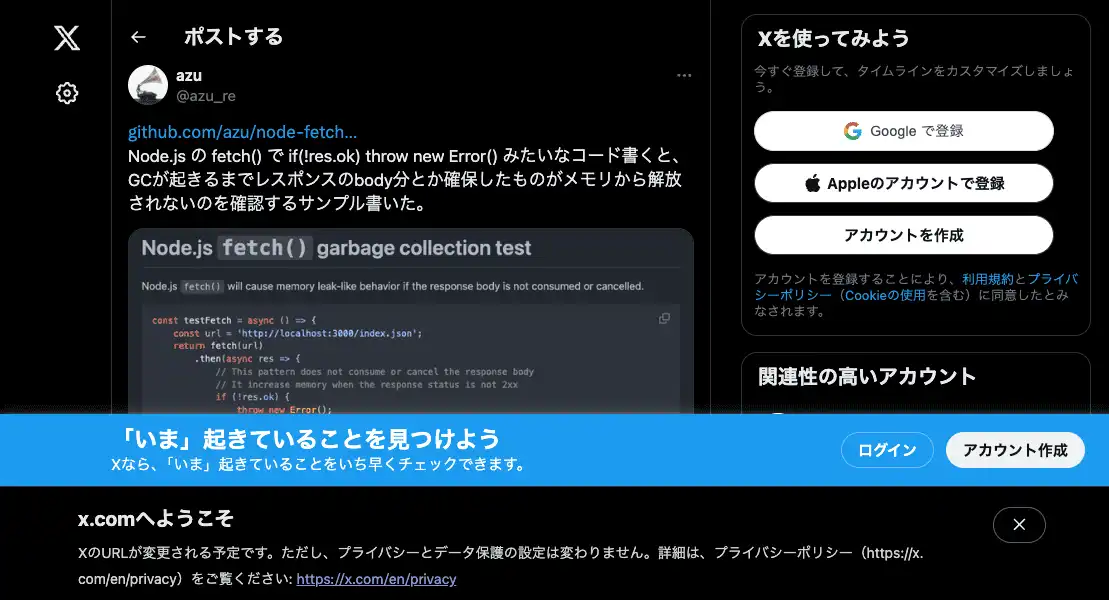 ポストする
azu
@azu_re
github.com/azu/node-fetch...
Node.js の fetch() で if(!res.ok) throw new Error() みたいなコード書くと、
GCが起きるまでレスポンスのbody分とか確保したものがメモリから解放
されないのを確認するサンプル書いた。
Node.js fetch() garbage collection test
Node.js fetch() will cause memory leak-like behavior if the response body is not consumed or cancelled.
const testFetch = async () => {
const url = 'http://localhost:3000/index.json';
return fetch(url)
.then(async res => {
// This pattern does not consume or cancel the response body
// It increase memory when the response status is not 2xx
if (!res.ok) {
throw new Error();
Xを使ってみよう
今すぐ登録して、タイムラインをカスタマイズしましょ
う。
Google で登録
Appleのアカウントで登録
アカウントを作成
アカウントを登録することにより、利用規約とプライバ
シーポリシー（Cookieの使用を含む）に同意したとみ
なされます。
関連性の高いアカウント
「いま」起きていることを見つけよう
Xなら、「いま」起きていることをいち早くチェックできます。
ログイン
アカウント作成
x.comへようこそ
XのURLが変更される予定です。ただし、プライバシーとデータ保護の設定は変わりません。詳細は、プライバシーポリシー（https://x.
com/en/privacy）をご覧ください: https://x.com/en/privacy